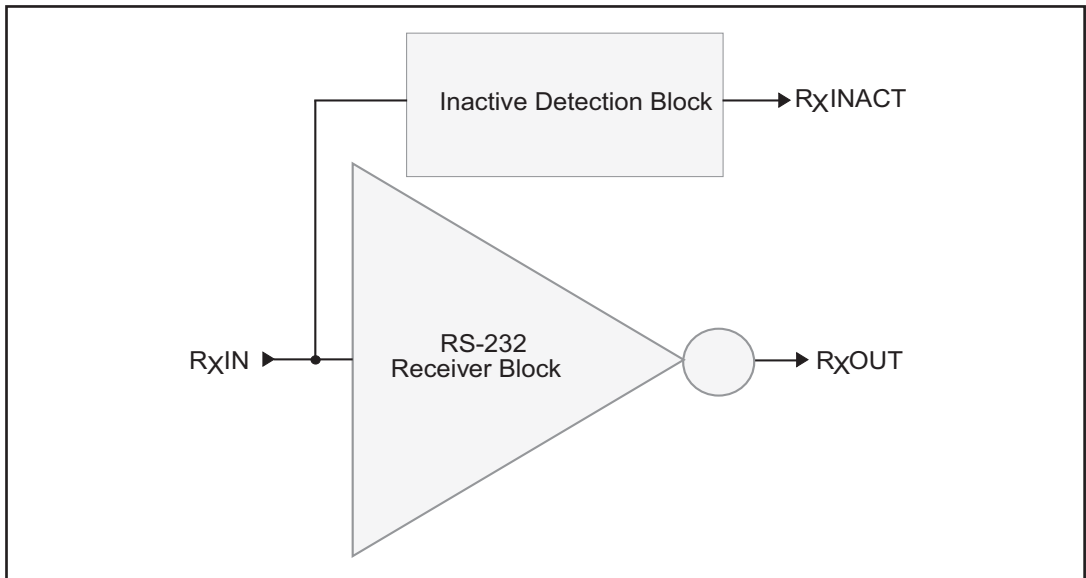 Inactive Detection Block
RXINACT
RXIN
RS-232
Receiver Block
RXOUT